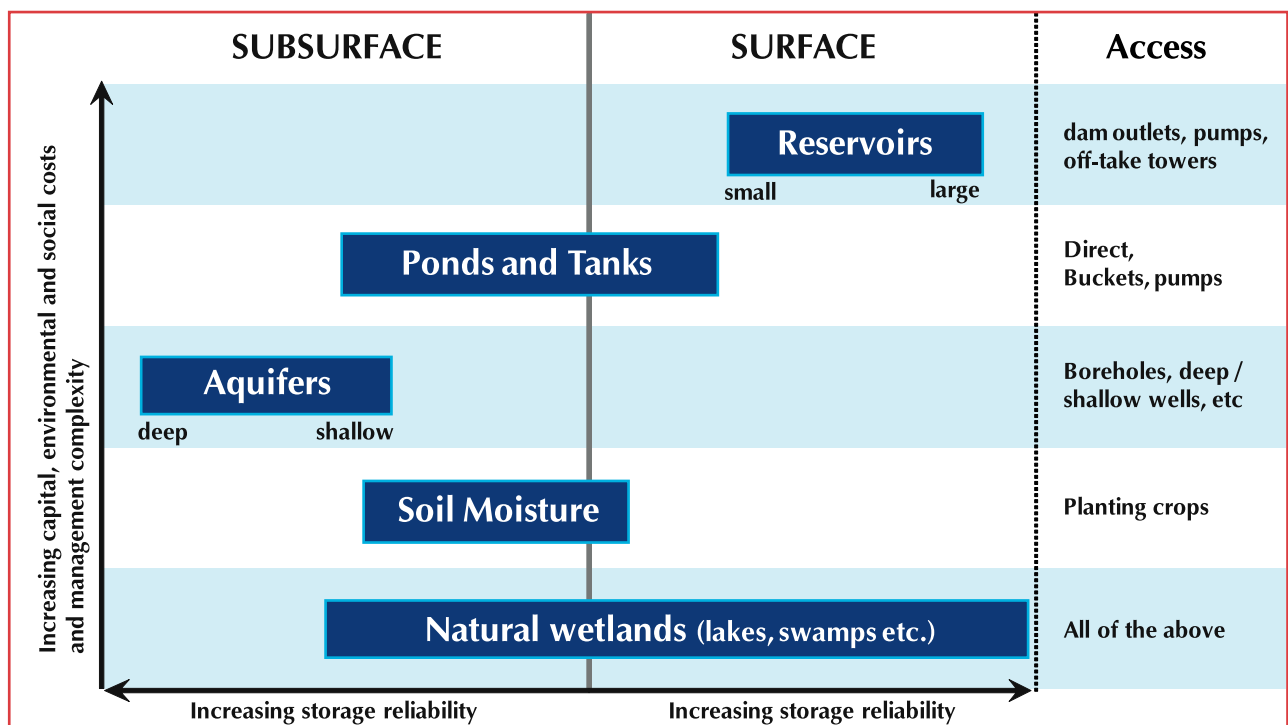 SUBSURFACE
SURFACE
Access
Increasing capital, environmental and social costs
and management complexity
Reservoirs
small
large
dam outlets, pumps,
off-take towers
Ponds and Tanks
Direct,
Buckets, pumps
Aquifers
deep
shallow
Boreholes, deep /
shallow wells, etc
Soil Moisture
Planting crops
Natural wetlands (lakes, swamps etc.)
All of the above
Increasing storage reliability
Increasing storage reliability